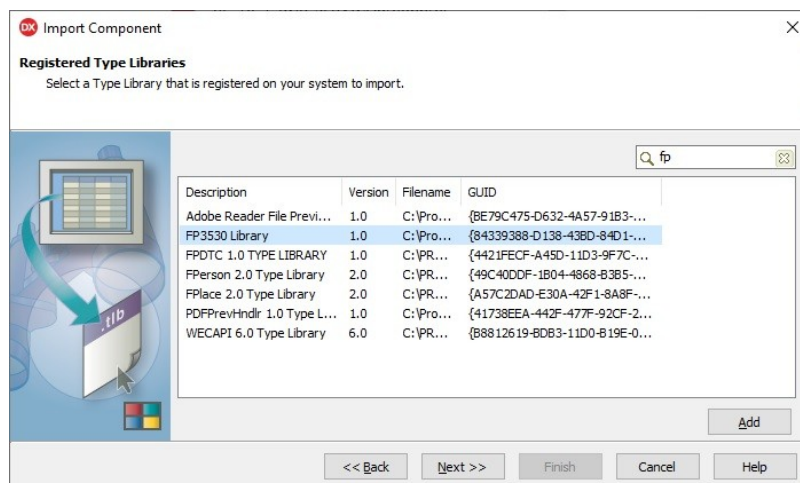 DX Import Component
Registered Type Libraries
Select a Type Library that is registered on your system to import.
fp
Description Version Filename GUID
Adobe Reader File Previ... 1.0 C:\Pro... {BE79C475-D632-4A57-91B3-...
FP3530 Library 1.0 C:\Pro... {84339388-D138-43BD-84D1-...
FPDTC 1.0 TYPE LIBRARY 1.0 C:\PR... {4421FECF-A45D-11D3-9F7C-...
FPerson 2.0 Type Library 2.0 C:\PR... {49C40DDF-1B04-4868-B3B5-...
FPlace 2.0 Type Library 2.0 C:\PR... {A57C2DAD-E30A-42F1-8A8F-...
PDFPrevHndlr 1.0 Type L... 1.0 C:\Pro... {41738EEA-442F-477F-92CF-2...
WECAPI 6.0 Type Library 6.0 C:\PR... {B8812619-BDB3-11D0-B19E-0...
.tlb
Add
<< Back Next >> Finish Cancel Help